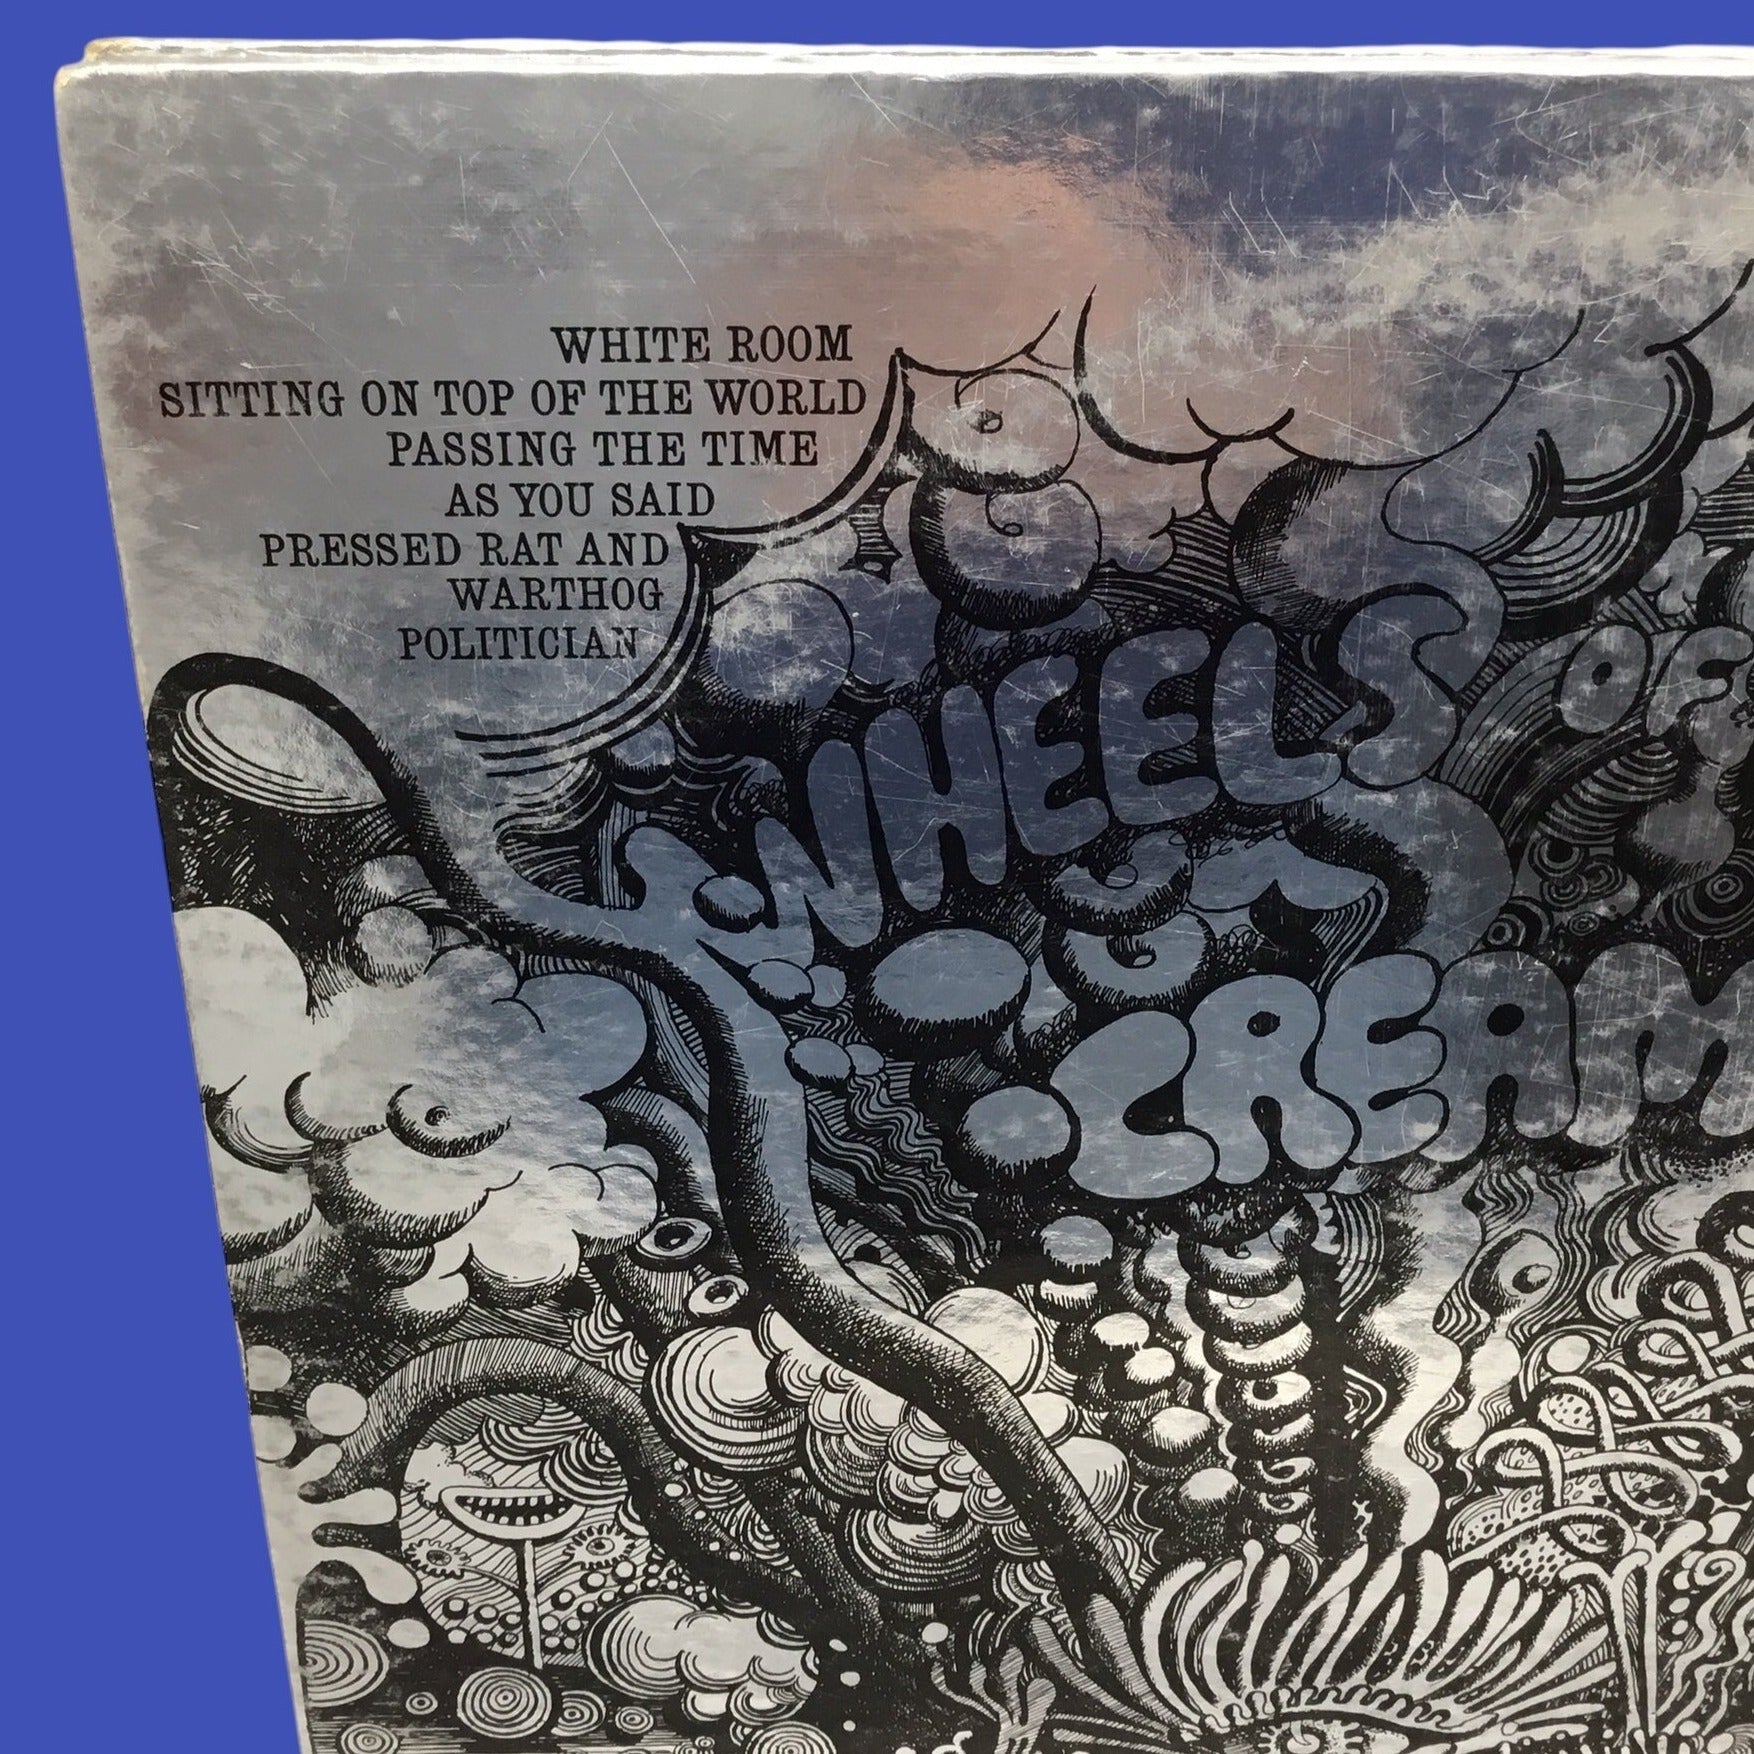 WHITE ROOM
SITTING ON TOP OF THE WORLD
PASSING THE TIME
AS YOU SAID
PRESSED RAT AND
WARTHOG
POLITICIAN
WHEELS OF
CREAM